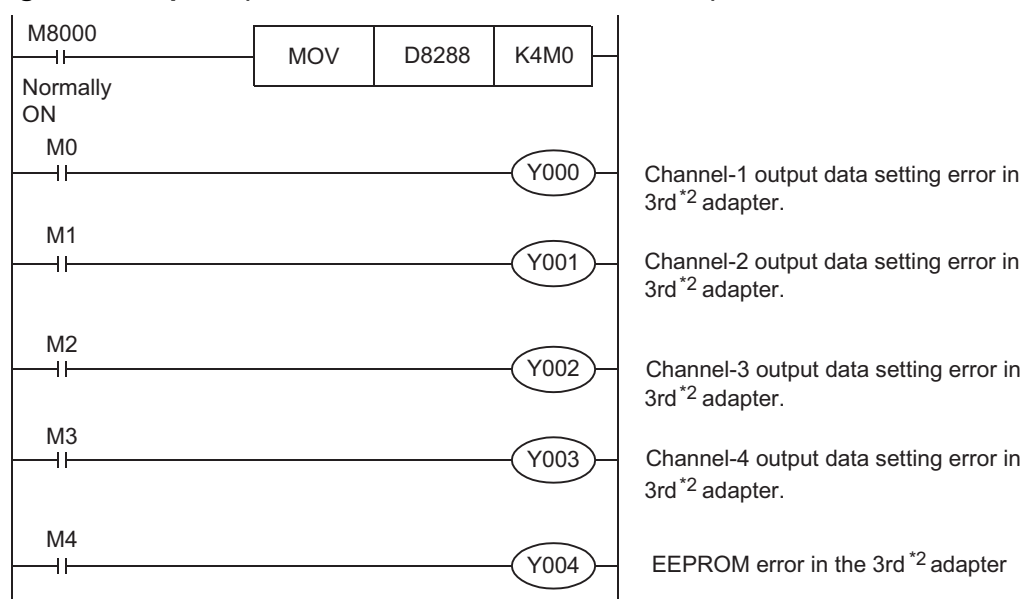 M8000
MOV D8288 K4M0
Normally
ON
M0
Y000
Channel-1 output data setting error in
3rd*2 adapter.
M1
Y001
Channel-2 output data setting error in
3rd*2 adapter.
M2
Y002
Channel-3 output data setting error in
3rd*2 adapter.
M3
Y003
Channel-4 output data setting error in
3rd*2 adapter.
M4
Y004
EEPROM error in the 3rd*2 adapter